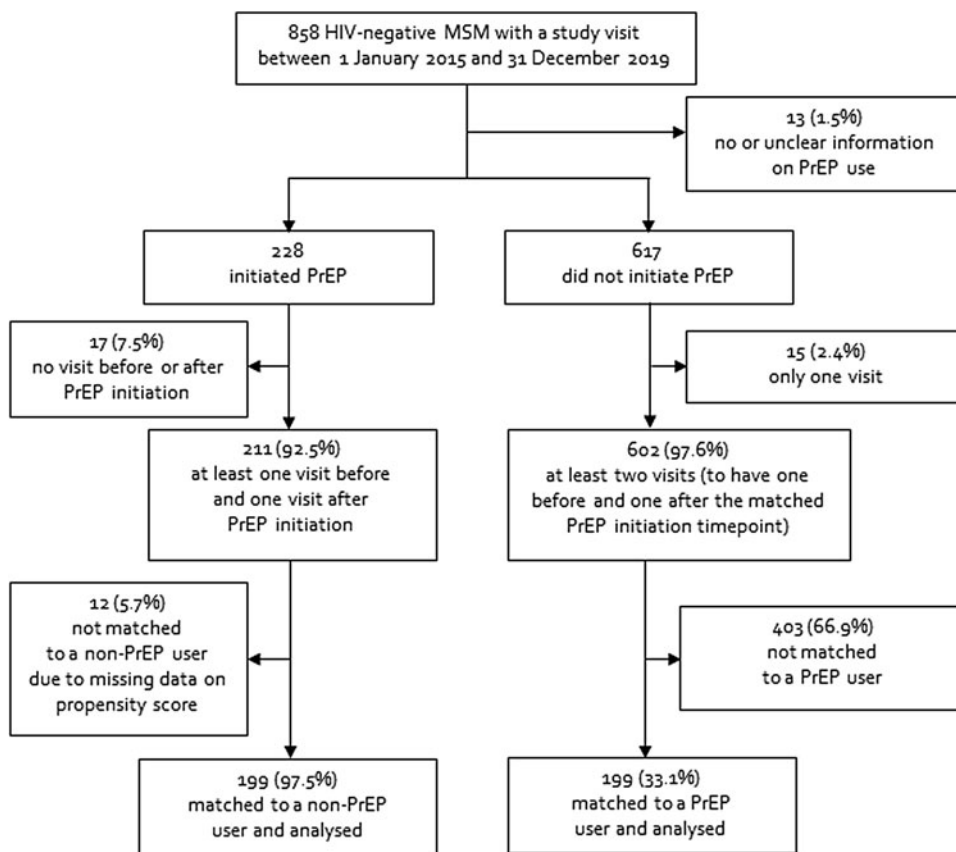 858 HIV-negative MSM with a study visit
between 1 January 2015 and 31 December 2019
13 (1.5%)
no or unclear information
on PrEP use
228
initiated PrEP
617
did not initiate PrEP
17 (7.5%)
no visit before or after
PrEP initiation
15 (2.4%)
only one visit
211 (92.5%)
at least one visit before
and one visit after
PrEP initiation
602 (97.6%)
at least two visits (to have one
before and one after the matched
PrEP initiation timepoint)
12 (5.7%)
not matched
to a non-PrEP user
due to missing data on
propensity score
403 (66.9%)
not matched
to a PrEP user
199 (97.5%)
matched to a non-PrEP
user and analysed
199 (33.1%)
matched to a PrEP
user and analysed